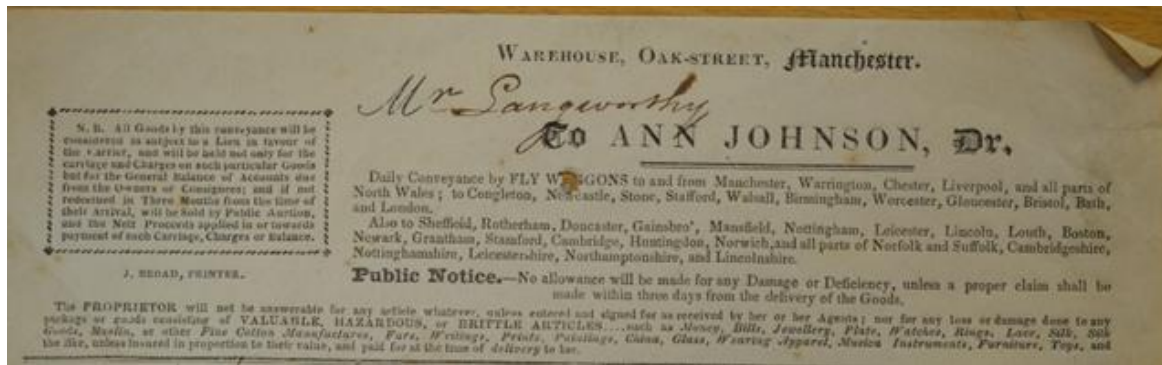 WAREHOUSE, OAK-STREET, Manchester.
Mr Langworthy
To ANN JOHNSON, Dr.
N. B. All Goods by this conveyance will be
considered as subject to a Lien in favour of
the Carrier, and will be held not only for the
carriage and Charges on such particular Goods
but for the General Balance of Accounts due
from the Owners or Consignees; and if not
redeemed in Three Months from the time of
their Arrival, will be Sold by Public Auction,
and the Nett Proceeds applied in or towards
payment of such Carriage, Charges or Balance.
J. BROAD, PRINTER.
Daily Conveyance by FLY WAGGONS to and from Manchester, Warrington, Chester, Liverpool, and all parts of
North Wales; to Congleton, Newcastle, Stone, Stafford, Walsall, Birmingham, Worcester, Gloucester, Bristol, Bath,
and London.
Also to Sheffield, Rotherham, Doncaster, Gainsbro', Mansfield, Nottingham, Leicester, Lincoln, Louth, Boston,
Newark, Grantham, Stamford, Cambridge, Huntingdon, Norwich, and all parts of Norfolk and Suffolk, Cambridgeshire,
Nottinghamshire, Leicestershire, Northamptonshire, and Lincolnshire.
Public Notice.—No allowance will be made for any Damage or Deficiency, unless a proper claim shall be
made within three days from the delivery of the Goods.
The PROPRIETOR will not be answerable for any article whatever, unless entered and signed for as received by her or her Agents; nor for any loss or damage done to any
package or goods consisting of VALUABLE, HAZARDOUS, or BRITTLE ARTICLES....such as Money, Bills, Jewellery, Plate, Watches, Rings, Lace, Silk, Silk
Goods, Muslin, or other Fine Cotton Manufactures, Furs, Writings, Prints, Paintings, China, Glass, Wearing Apparel, Musica Instruments, Furniture, Toys, and
the like, unless insured in proportion to their value, and paid for at the time of delivery to her.